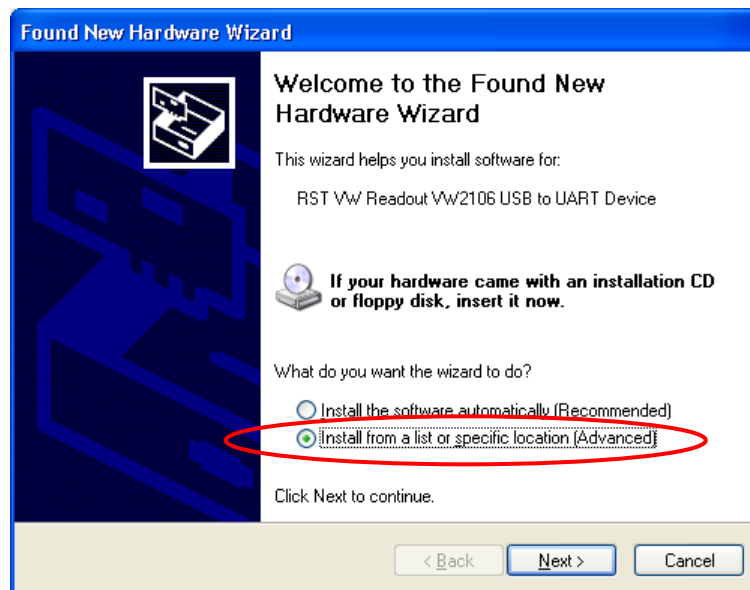 Found New Hardware Wizard
Welcome to the Found New
Hardware Wizard
This wizard helps you install software for:
RST VW Readout VW2106 USB to UART Device
If your hardware came with an installation CD
or floppy disk, insert it now.
What do you want the wizard to do?
Install the software automatically (Recommended)
Install from a list or specific location (Advanced)
Click Next to continue.
< Back
Next >
Cancel